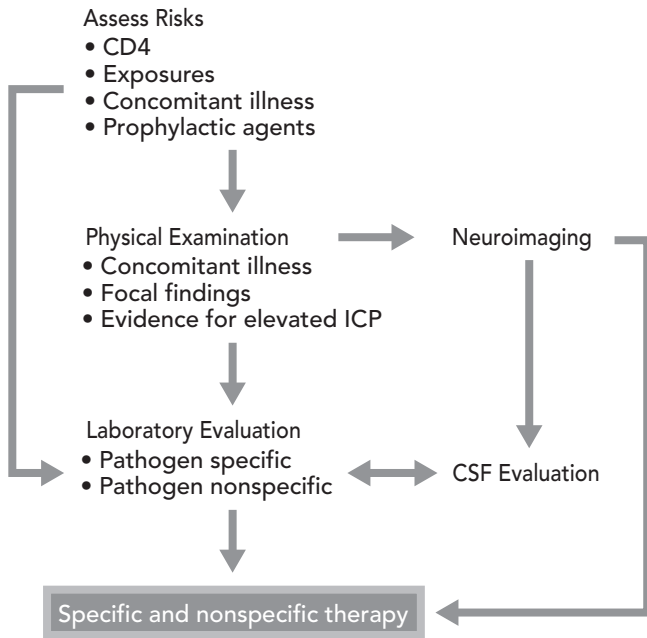 Assess Risks
• CD4
• Exposures
• Concomitant illness
• Prophylactic agents
Physical Examination
• Concomitant illness
• Focal findings
• Evidence for elevated ICP
Neuroimaging
Laboratory Evaluation
• Pathogen specific
• Pathogen nonspecific
CSF Evaluation
Specific and nonspecific therapy